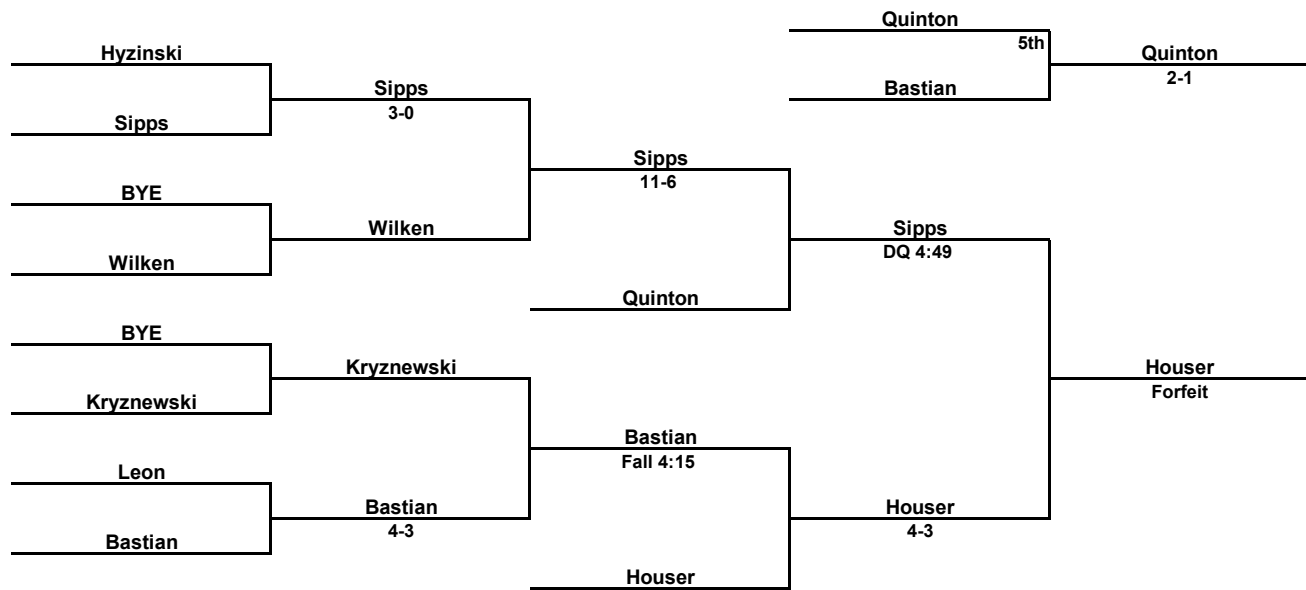 Quinton
5th
Hyzinski
Quinton
2-1
Sipps
3-0
Bastian
Sipps
Sipps
11-6
BYE
Wilken
Sipps
DQ 4:49
Wilken
Quinton
BYE
Kryznewski
Houser
Forfeit
Kryznewski
Bastian
Fall 4:15
Leon
Bastian
4-3
Houser
4-3
Bastian
Houser